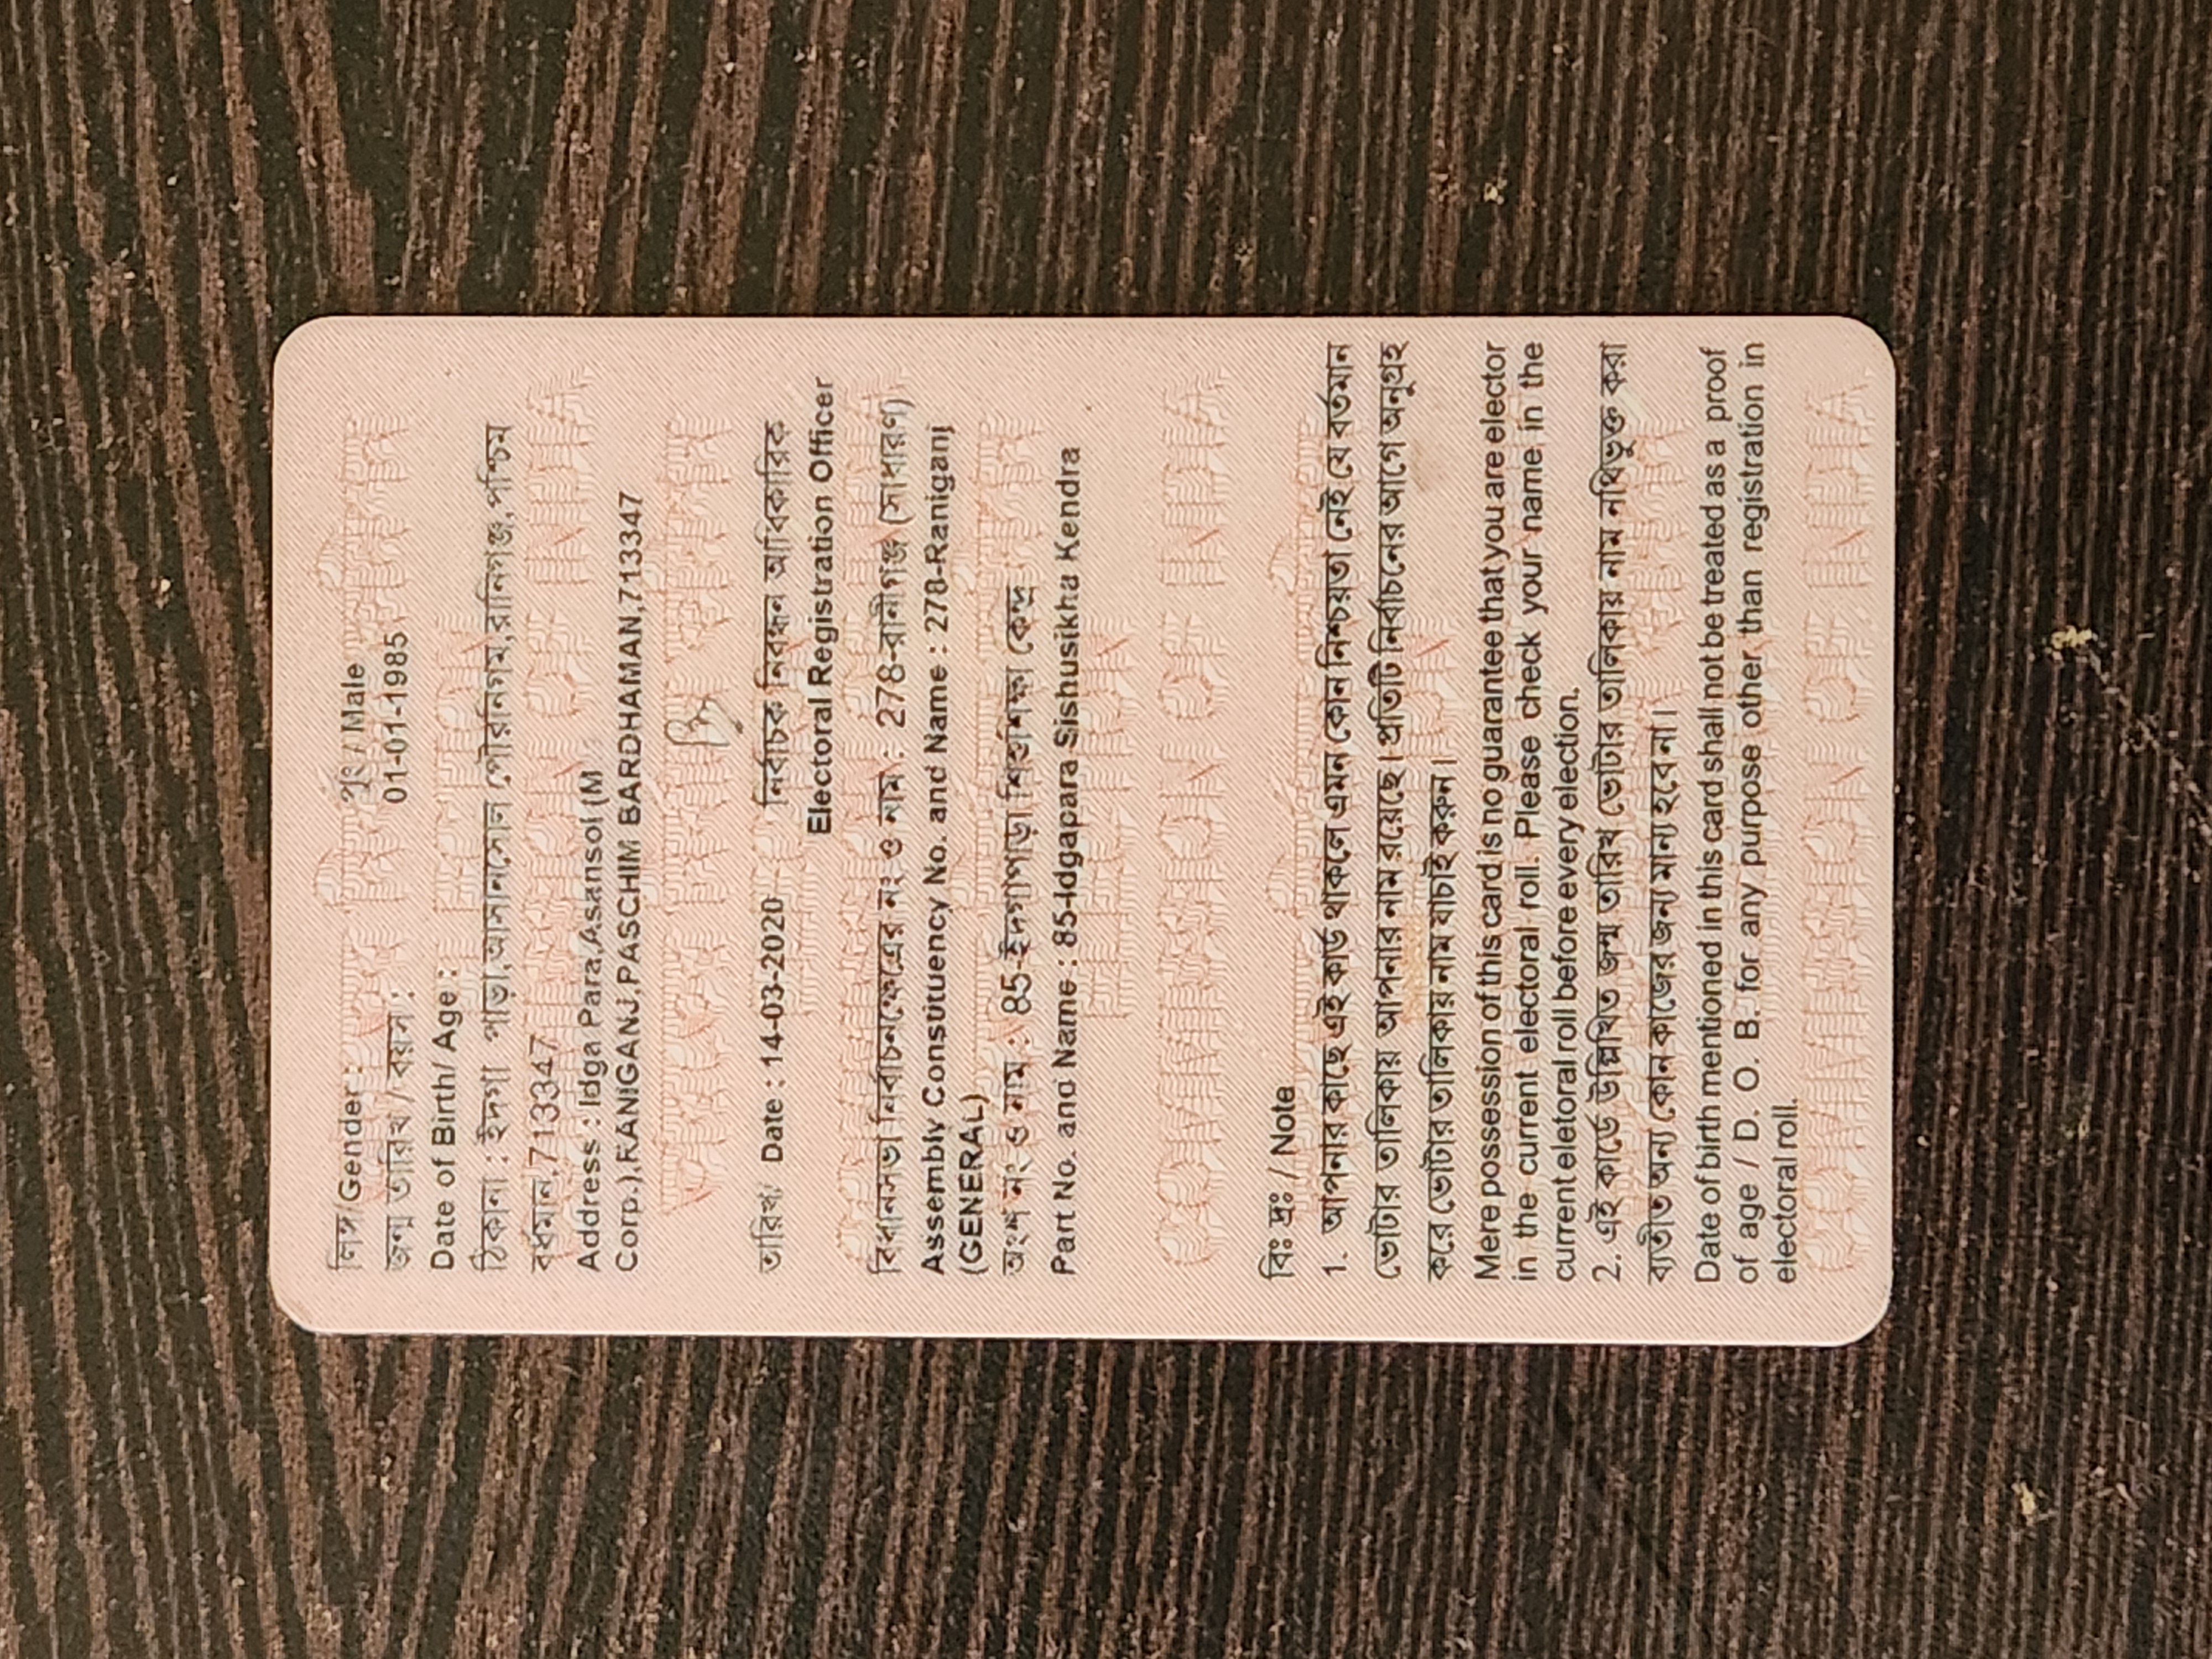 লিঙ্গ/Gender : পুং / Male
জন্ম তারিখ / বয়স : 01-01-1985
Date of Birth/ Age :
ঠিকানা : ইদগা পাড়া,আসানসোল পৌরনিগম,রানিগঞ্জ,পশ্চিম
বর্ধমান,713347
Address : Idga Para,Asansol (M
Corp.),RANIGANJ,PASCHIM BARDHAMAN,713347
তারিখ/ Date : 14-03-2020 নির্বাচক নিবন্ধন আধিকারিক
Electoral Registration Officer
বিধানসভা নির্বাচনক্ষেত্রের নং ও নাম : 278-রানীগঞ্জ (সাধারণ)
Assembly Constituency No. and Name : 278-Raniganj
(GENERAL)
অংশ নং ও নাম : 85-ইদগাপাড়া শিশুশিক্ষা কেন্দ্র
Part No. and Name : 85-Idgapara Sishusikha Kendra
ELECTION
COMMISSION OF INDIA
বিঃ দ্রঃ / Note
1. আপনার কাছে এই কার্ড থাকলে এমন কোন নিশ্চয়তা নেই যে বর্তমান
ভোটার তালিকায় আপনার নাম রয়েছে। প্রতিটি নির্বাচনের আগে অনুগ্রহ
করে ভোটার তালিকায় নাম যাচাই করুন।
Mere possession of this card is no guarantee that you are elector
in the current electoral roll. Please check your name in the
current eletoral roll before every election.
2. এই কার্ডে উল্লিখিত জন্ম তারিখ ভোটার তালিকায় নাম নথিভুক্ত করা
ব্যতীত অন্য কোন কাজের জন্য মান্য হবে না।
Date of birth mentioned in this card shall not be treated as a proof
of age / D. O. B. for any purpose other than registration in
electoral roll.
COMMISSION OF INDIA